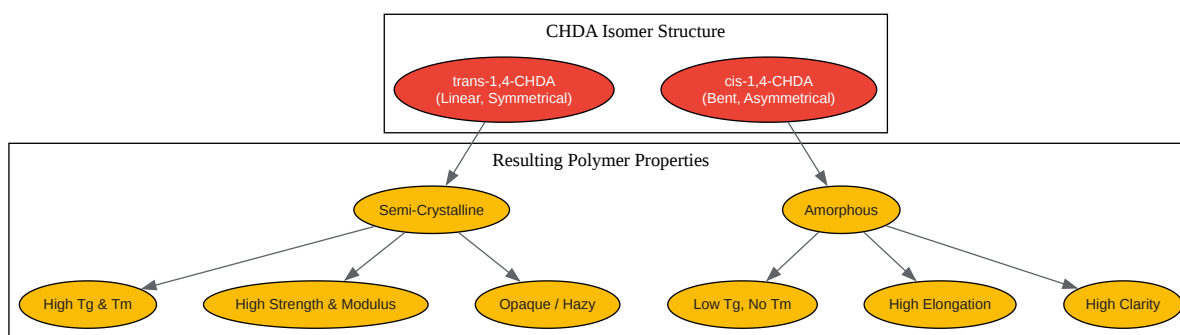 CHDA Isomer Structure
trans-1,4-CHDA
(Linear, Symmetrical)
cis-1,4-CHDA
(Bent, Asymmetrical)
Resulting Polymer Properties
Semi-Crystalline
Amorphous
High Tg & Tm
High Strength & Modulus
Opaque / Hazy
Low Tg, No Tm
High Elongation
High Clarity